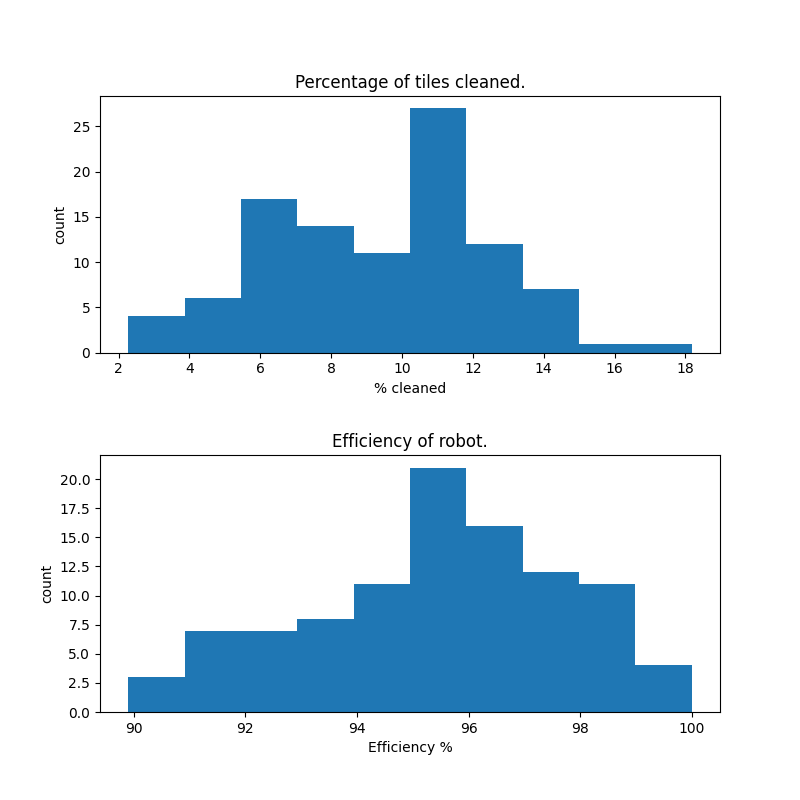 Percentage of tiles cleaned.
25
20
15
10
5
0
count
2 4 6 8 10 12 14 16 18
% cleaned
Efficiency of robot.
20.0
17.5
15.0
12.5
10.0
7.5
5.0
2.5
0.0
count
90 92 94 96 98 100
Efficiency %